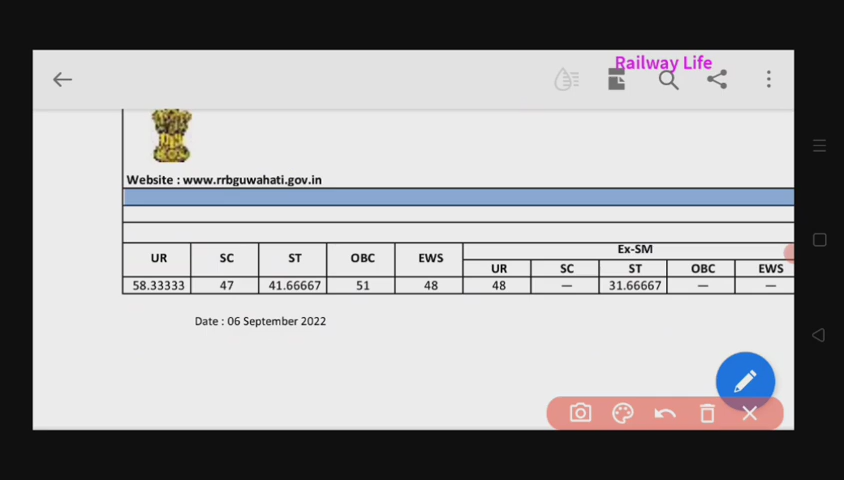 Railway Life
Website : www.rrbguwahati.gov.in
UR SC ST OBC EWS Ex-SM
UR SC ST OBC EWS
58.33333 47 41.66667 51 48 48 — 31.66667 — —
Date : 06 September 2022